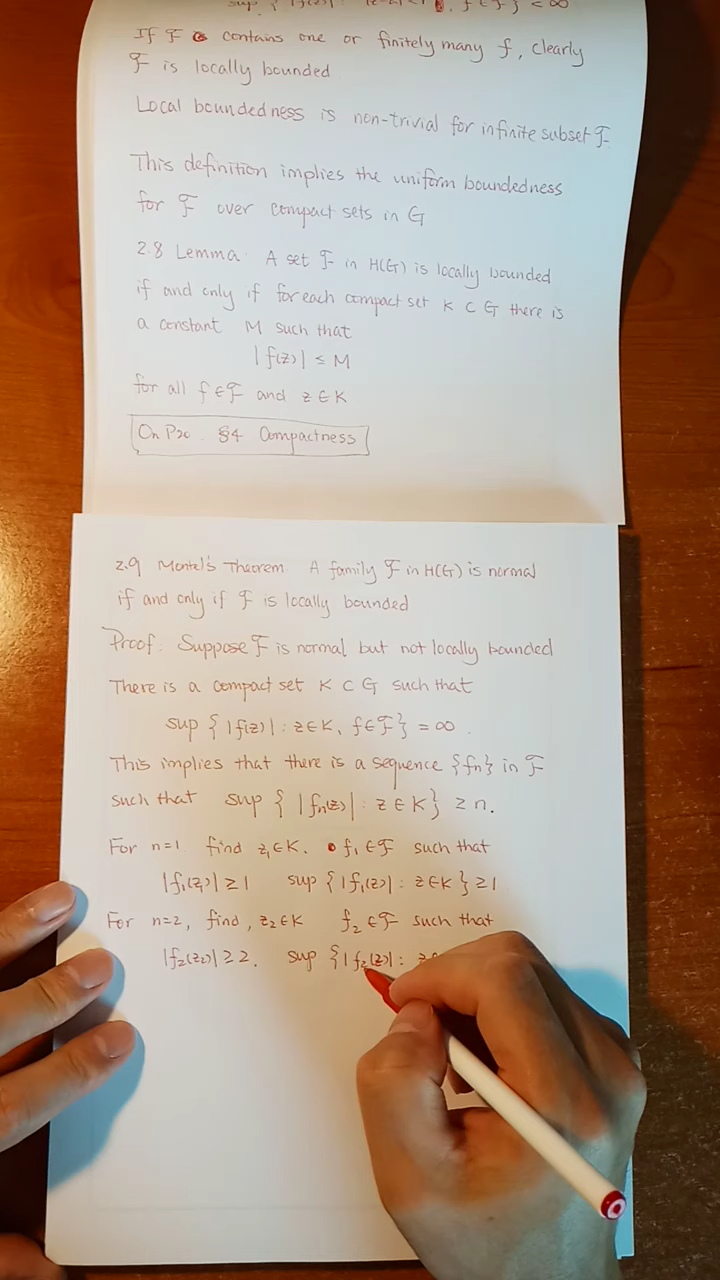 sup { |f(z)| : |z-a| < r, f ∈ ℱ } < ∞
If ℱ contains one or finitely many f, clearly
ℱ is locally bounded
Local boundedness is non-trivial for infinite subset ℱ.
This definition implies the uniform boundedness
for ℱ over compact sets in G
2.8 Lemma. A set ℱ in H(G) is locally bounded
if and only if for each compact set K ⊂ G there is
a constant M such that
|f(z)| ≤ M
for all f ∈ ℱ and z ∈ K
On P20. §4 Compactness
2.9 Montel's Theorem A family ℱ in H(G) is normal
if and only if ℱ is locally bounded
Proof: Suppose ℱ is normal but not locally bounded
There is a compact set K ⊂ G such that
sup { |f(z)| : z ∈ K, f ∈ ℱ } = ∞.
This implies that there is a sequence {fn} in ℱ
such that sup { |fn(z)| : z ∈ K } ≥ n.
For n=1 find z₁ ∈ K. f₁ ∈ ℱ such that
|f₁(z₁)| ≥ 1 sup { |f₁(z)| : z ∈ K } ≥ 1
For n=2, find, z₂ ∈ K f₂ ∈ ℱ such that
|f₂(z₂)| ≥ 2. sup { |f₂(z)| : z